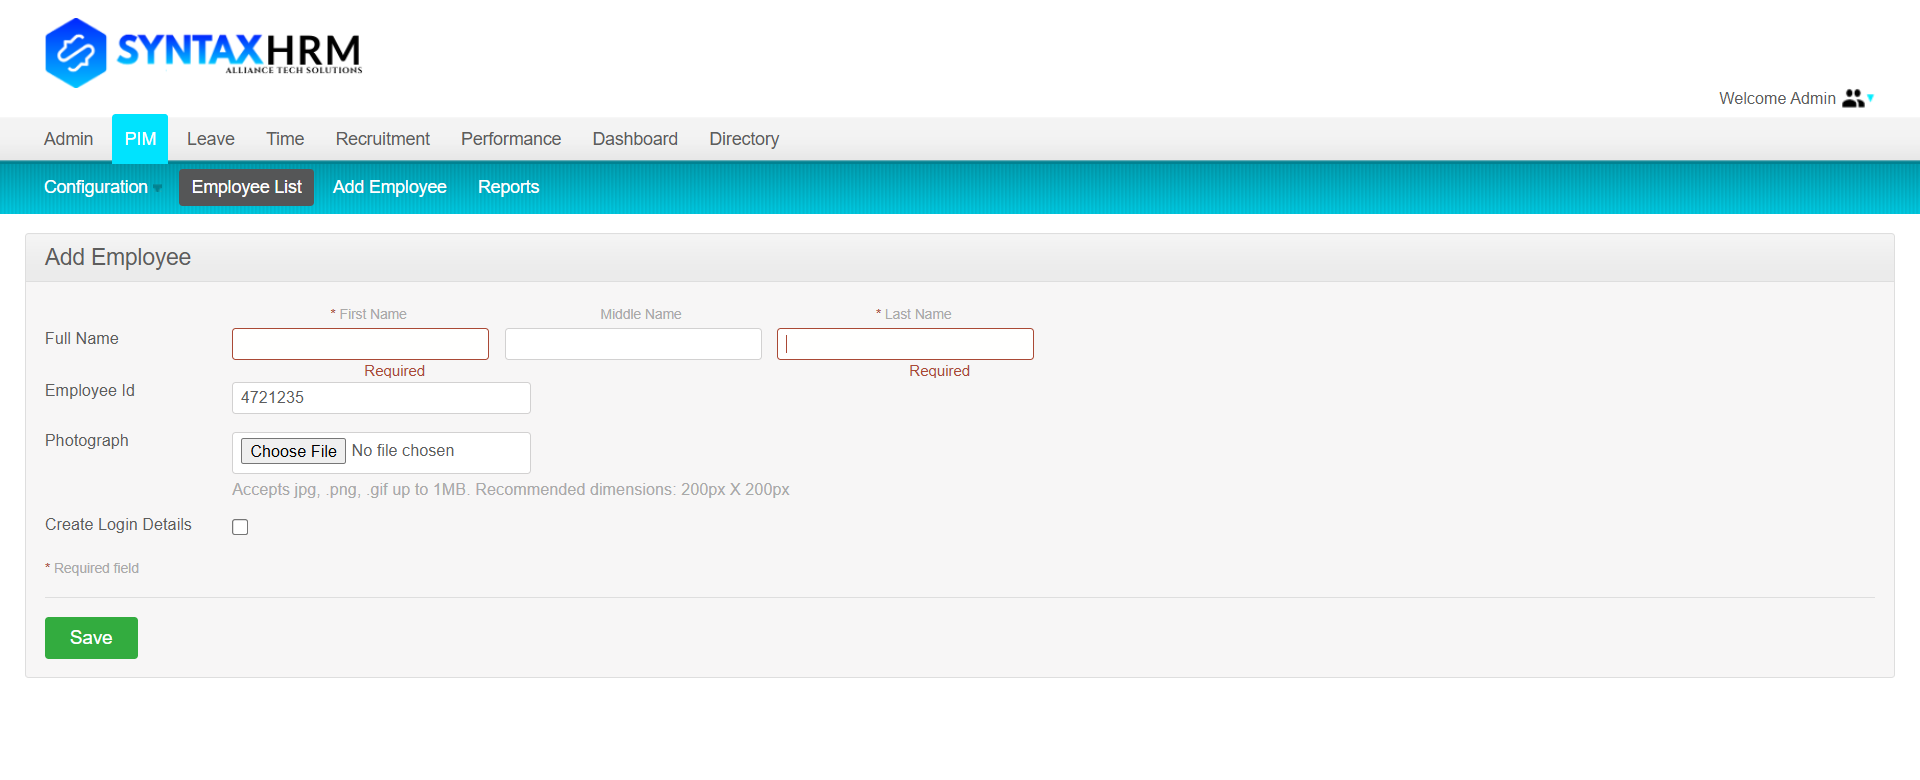 SYNTAXHRM
ALLIANCE TECH SOLUTIONS
Welcome Admin
Admin PIM Leave Time Recruitment Performance Dashboard Directory
Configuration Employee List Add Employee Reports
Add Employee
* First Name Middle Name * Last Name
Full Name
Required Required
Employee Id 4721235
Photograph Choose File No file chosen
Accepts jpg, .png, .gif up to 1MB. Recommended dimensions: 200px X 200px
Create Login Details
* Required field
Save